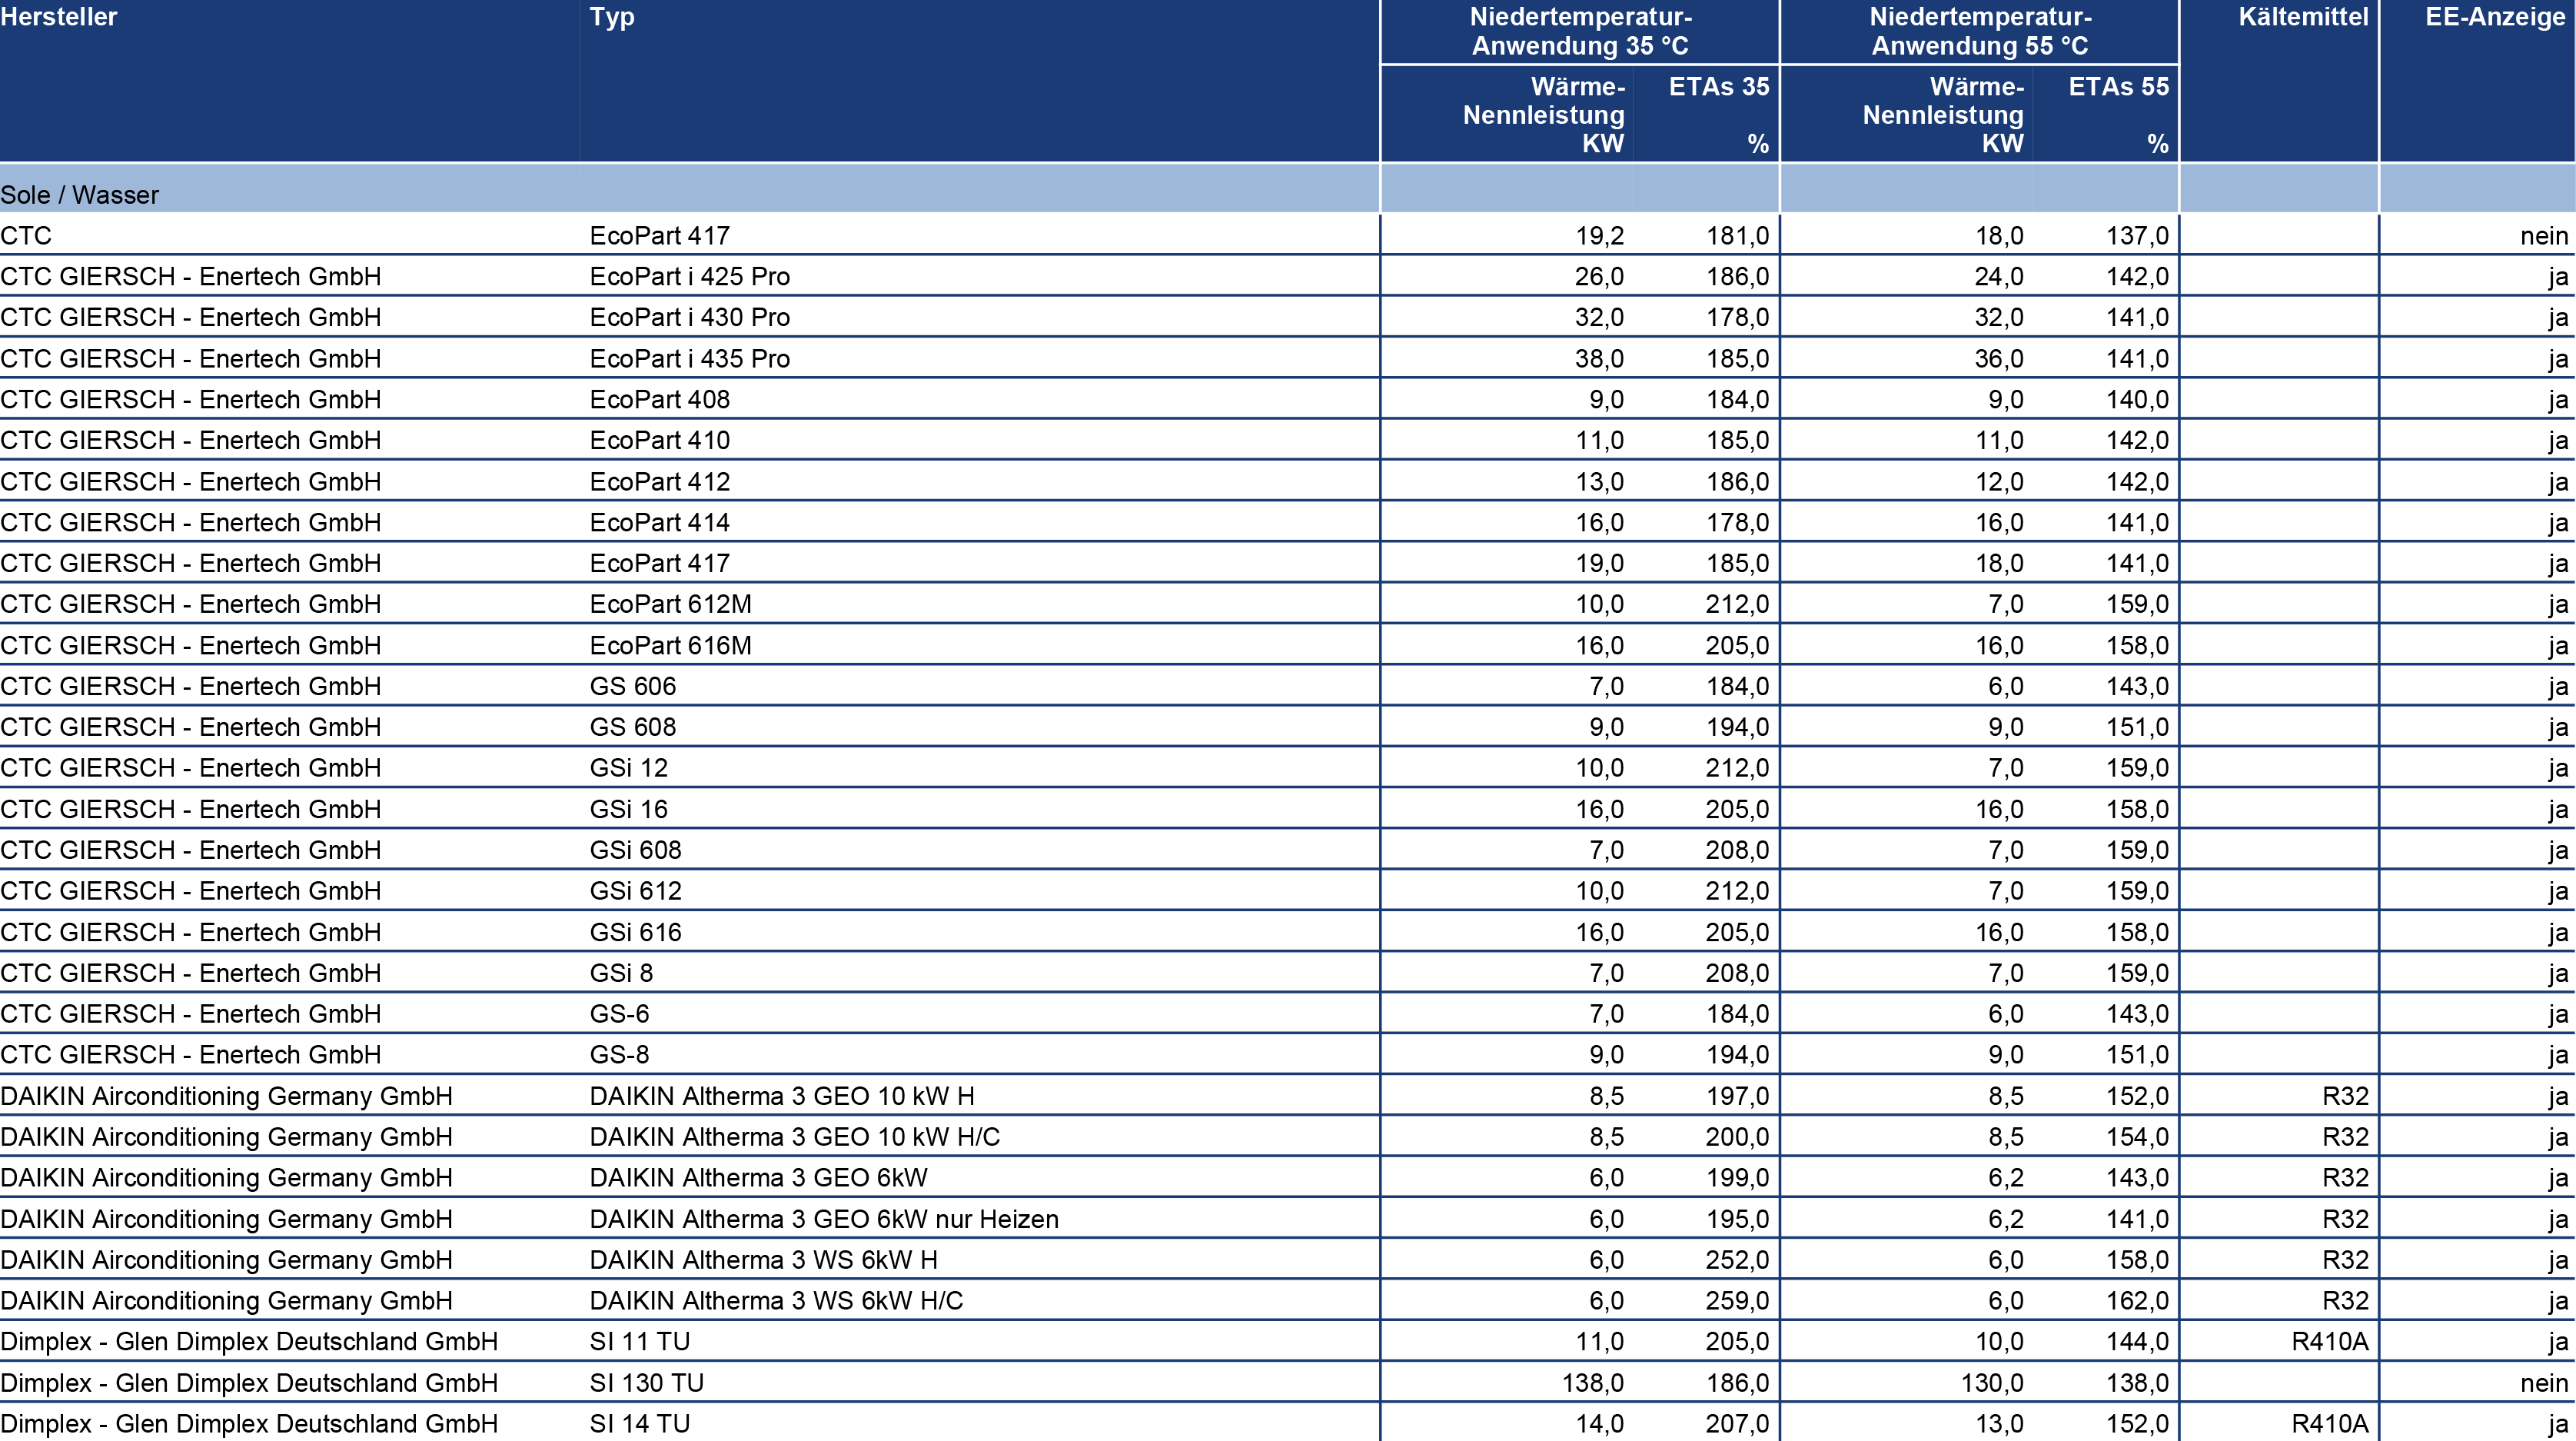 Hersteller Typ Niedertemperatur- Niedertemperatur- Kältemittel EE-Anzeige
Anwendung 35 °C Anwendung 55 °C
Wärme- ETAs 35 Wärme- ETAs 55
Nennleistung Nennleistung
KW % KW %
Sole / Wasser
CTC EcoPart 417 19,2 181,0 18,0 137,0 nein
CTC GIERSCH - Enertech GmbH EcoPart i 425 Pro 26,0 186,0 24,0 142,0 ja
CTC GIERSCH - Enertech GmbH EcoPart i 430 Pro 32,0 178,0 32,0 141,0 ja
CTC GIERSCH - Enertech GmbH EcoPart i 435 Pro 38,0 185,0 36,0 141,0 ja
CTC GIERSCH - Enertech GmbH EcoPart 408 9,0 184,0 9,0 140,0 ja
CTC GIERSCH - Enertech GmbH EcoPart 410 11,0 185,0 11,0 142,0 ja
CTC GIERSCH - Enertech GmbH EcoPart 412 13,0 186,0 12,0 142,0 ja
CTC GIERSCH - Enertech GmbH EcoPart 414 16,0 178,0 16,0 141,0 ja
CTC GIERSCH - Enertech GmbH EcoPart 417 19,0 185,0 18,0 141,0 ja
CTC GIERSCH - Enertech GmbH EcoPart 612M 10,0 212,0 7,0 159,0 ja
CTC GIERSCH - Enertech GmbH EcoPart 616M 16,0 205,0 16,0 158,0 ja
CTC GIERSCH - Enertech GmbH GS 606 7,0 184,0 6,0 143,0 ja
CTC GIERSCH - Enertech GmbH GS 608 9,0 194,0 9,0 151,0 ja
CTC GIERSCH - Enertech GmbH GSi 12 10,0 212,0 7,0 159,0 ja
CTC GIERSCH - Enertech GmbH GSi 16 16,0 205,0 16,0 158,0 ja
CTC GIERSCH - Enertech GmbH GSi 608 7,0 208,0 7,0 159,0 ja
CTC GIERSCH - Enertech GmbH GSi 612 10,0 212,0 7,0 159,0 ja
CTC GIERSCH - Enertech GmbH GSi 616 16,0 205,0 16,0 158,0 ja
CTC GIERSCH - Enertech GmbH GSi 8 7,0 208,0 7,0 159,0 ja
CTC GIERSCH - Enertech GmbH GS-6 7,0 184,0 6,0 143,0 ja
CTC GIERSCH - Enertech GmbH GS-8 9,0 194,0 9,0 151,0 ja
DAIKIN Airconditioning Germany GmbH DAIKIN Altherma 3 GEO 10 kW H 8,5 197,0 8,5 152,0 R32 ja
DAIKIN Airconditioning Germany GmbH DAIKIN Altherma 3 GEO 10 kW H/C 8,5 200,0 8,5 154,0 R32 ja
DAIKIN Airconditioning Germany GmbH DAIKIN Altherma 3 GEO 6kW 6,0 199,0 6,2 143,0 R32 ja
DAIKIN Airconditioning Germany GmbH DAIKIN Altherma 3 GEO 6kW nur Heizen 6,0 195,0 6,2 141,0 R32 ja
DAIKIN Airconditioning Germany GmbH DAIKIN Altherma 3 WS 6kW H 6,0 252,0 6,0 158,0 R32 ja
DAIKIN Airconditioning Germany GmbH DAIKIN Altherma 3 WS 6kW H/C 6,0 259,0 6,0 162,0 R32 ja
Dimplex - Glen Dimplex Deutschland GmbH SI 11 TU 11,0 205,0 10,0 144,0 R410A ja
Dimplex - Glen Dimplex Deutschland GmbH SI 130 TU 138,0 186,0 130,0 138,0 nein
Dimplex - Glen Dimplex Deutschland GmbH SI 14 TU 14,0 207,0 13,0 152,0 R410A ja